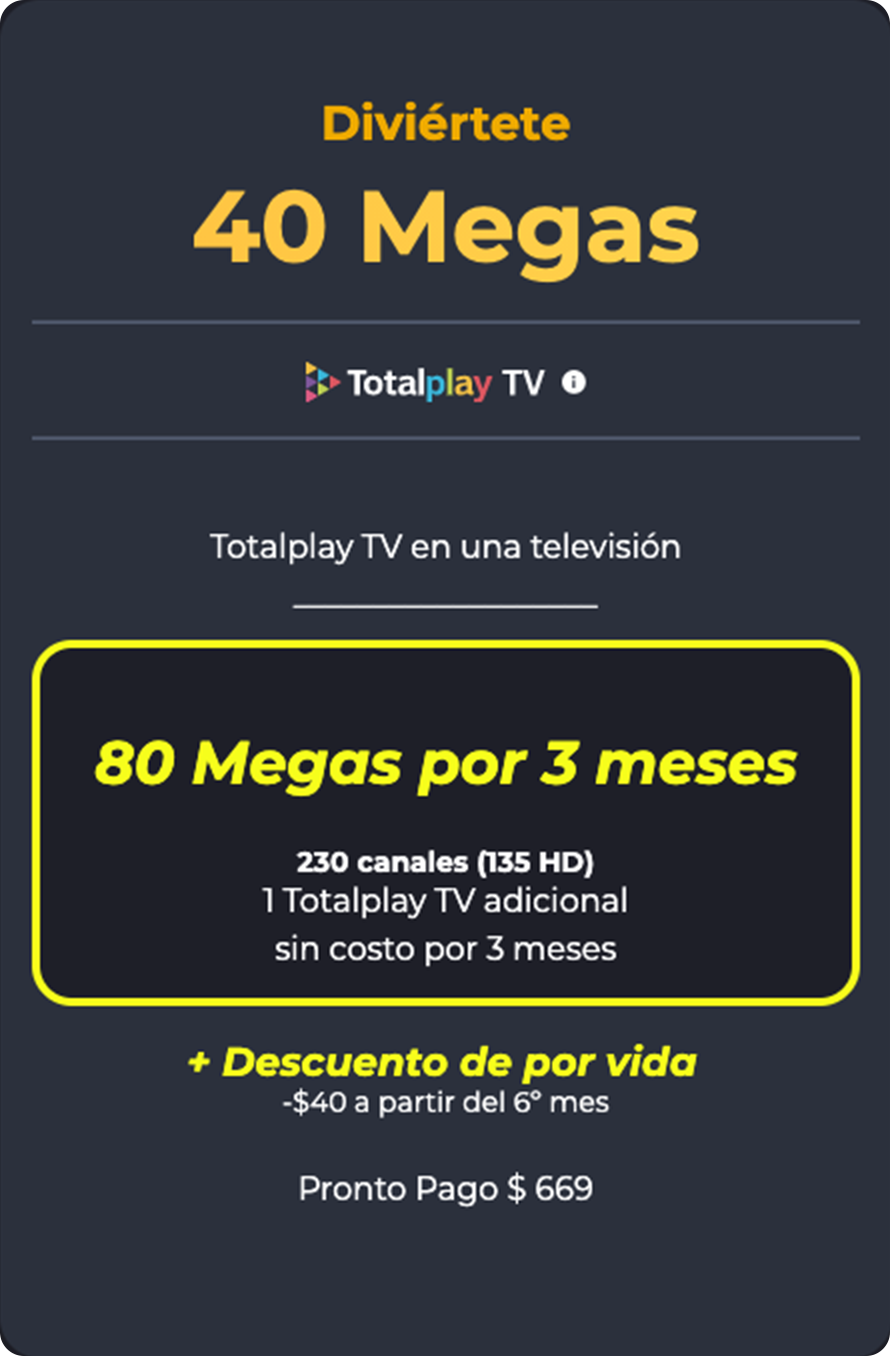 Diviértete
40 Megas
Totalplay TV
Totalplay TV en una televisión
80 Megas por 3 meses
230 canales (135 HD)
1 Totalplay TV adicional
sin costo por 3 meses
+ Descuento de por vida
-$40 a partir del 6º mes
Pronto Pago $ 669